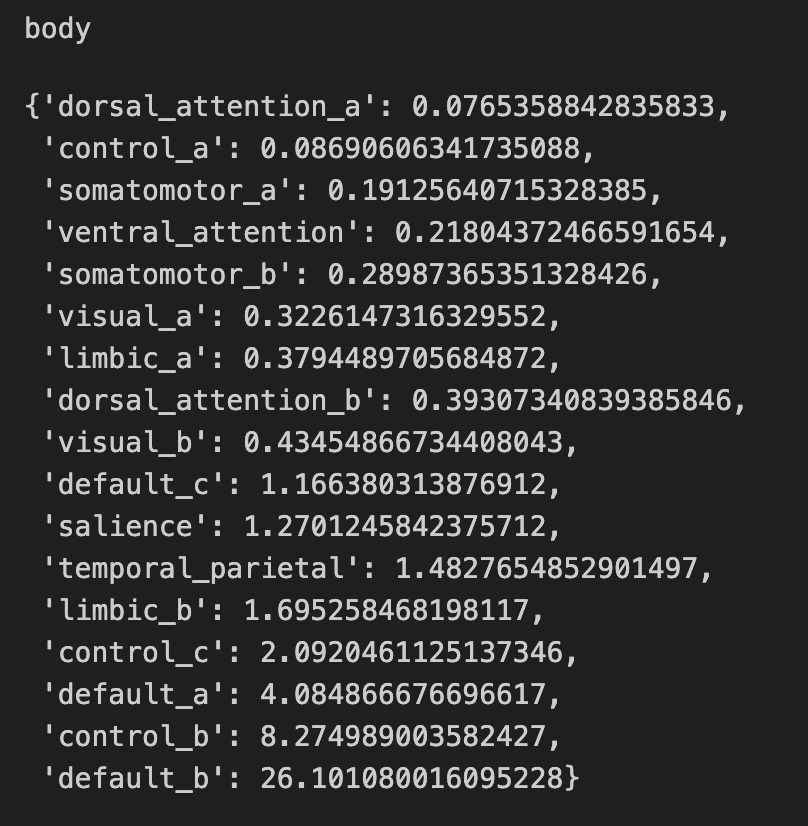 body
{'dorsal_attention_a': 0.0765358842835833,
'control_a': 0.08690606341735088,
'somatomotor_a': 0.19125640715328385,
'ventral_attention': 0.21804372466591654,
'somatomotor_b': 0.28987365351328426,
'visual_a': 0.3226147316329552,
'limbic_a': 0.3794489705684872,
'dorsal_attention_b': 0.39307340839385846,
'visual_b': 0.43454866734408043,
'default_c': 1.166380313876912,
'salience': 1.2701245842375712,
'temporal_parietal': 1.4827654852901497,
'limbic_b': 1.695258468198117,
'control_c': 2.0920461125137346,
'default_a': 4.084866676696617,
'control_b': 8.274989003582427,
'default_b': 26.101080016095228}